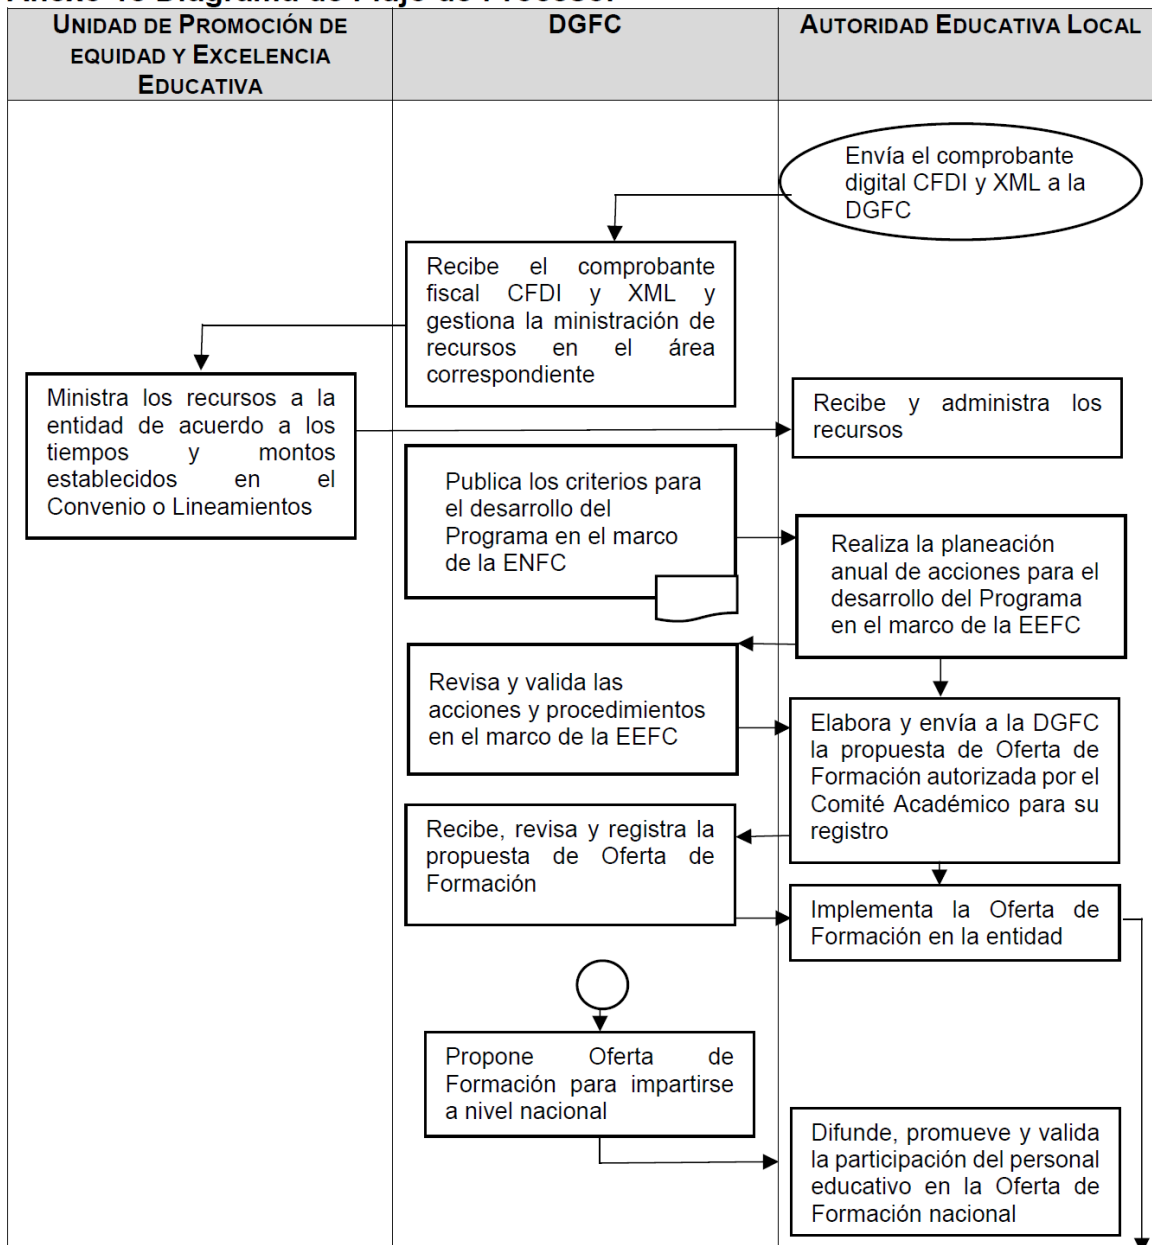 UNIDAD DE PROMOCIÓN DE
EQUIDAD Y EXCELENCIA
EDUCATIVA
DGFC
AUTORIDAD EDUCATIVA LOCAL
Envía el comprobante
digital CFDI y XML a la
DGFC
Recibe el comprobante
fiscal CFDI y XML y
gestiona la ministración de
recursos en el área
correspondiente
Ministra los recursos a la
entidad de acuerdo a los
tiempos y montos
establecidos en el
Convenio o Lineamientos
Recibe y administra los
recursos
Publica los criterios para
el desarrollo del
Programa en el marco
de la ENFC
Realiza la planeación
anual de acciones para el
desarrollo del Programa
en el marco de la EEFC
Revisa y valida las
acciones y procedimientos
en el marco de la EEFC
Elabora y envía a la DGFC
la propuesta de Oferta de
Formación autorizada por el
Comité Académico para su
registro
Recibe, revisa y registra la
propuesta de Oferta de
Formación
Implementa la Oferta de
Formación en la entidad
Propone Oferta de
Formación para impartirse
a nivel nacional
Difunde, promueve y valida
la participación del personal
educativo en la Oferta de
Formación nacional